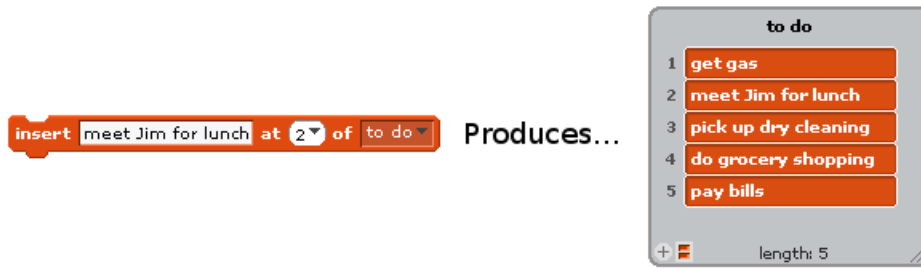 insert meet Jim for lunch at 2 of to do
Produces...
to do
1 get gas
2 meet Jim for lunch
3 pick up dry cleaning
4 do grocery shopping
5 pay bills
length: 5